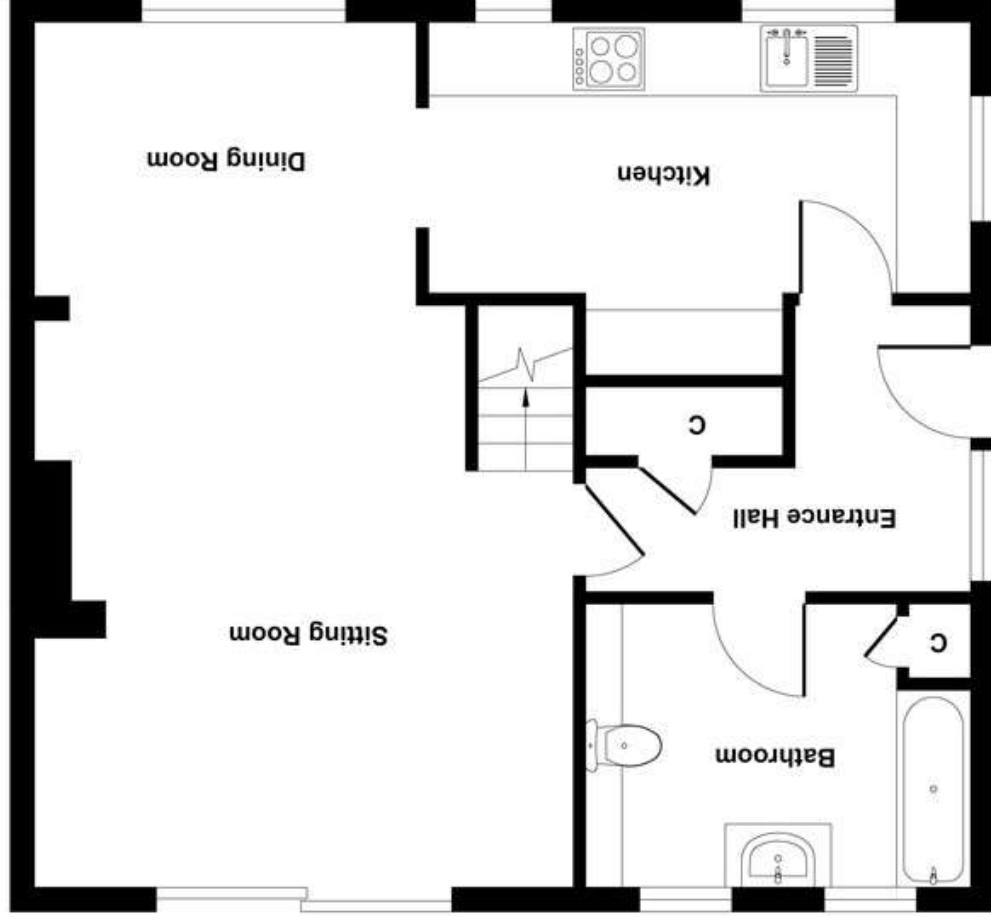 Bathroom
C
Sitting Room
Entrance Hall
C
Kitchen
Dining Room